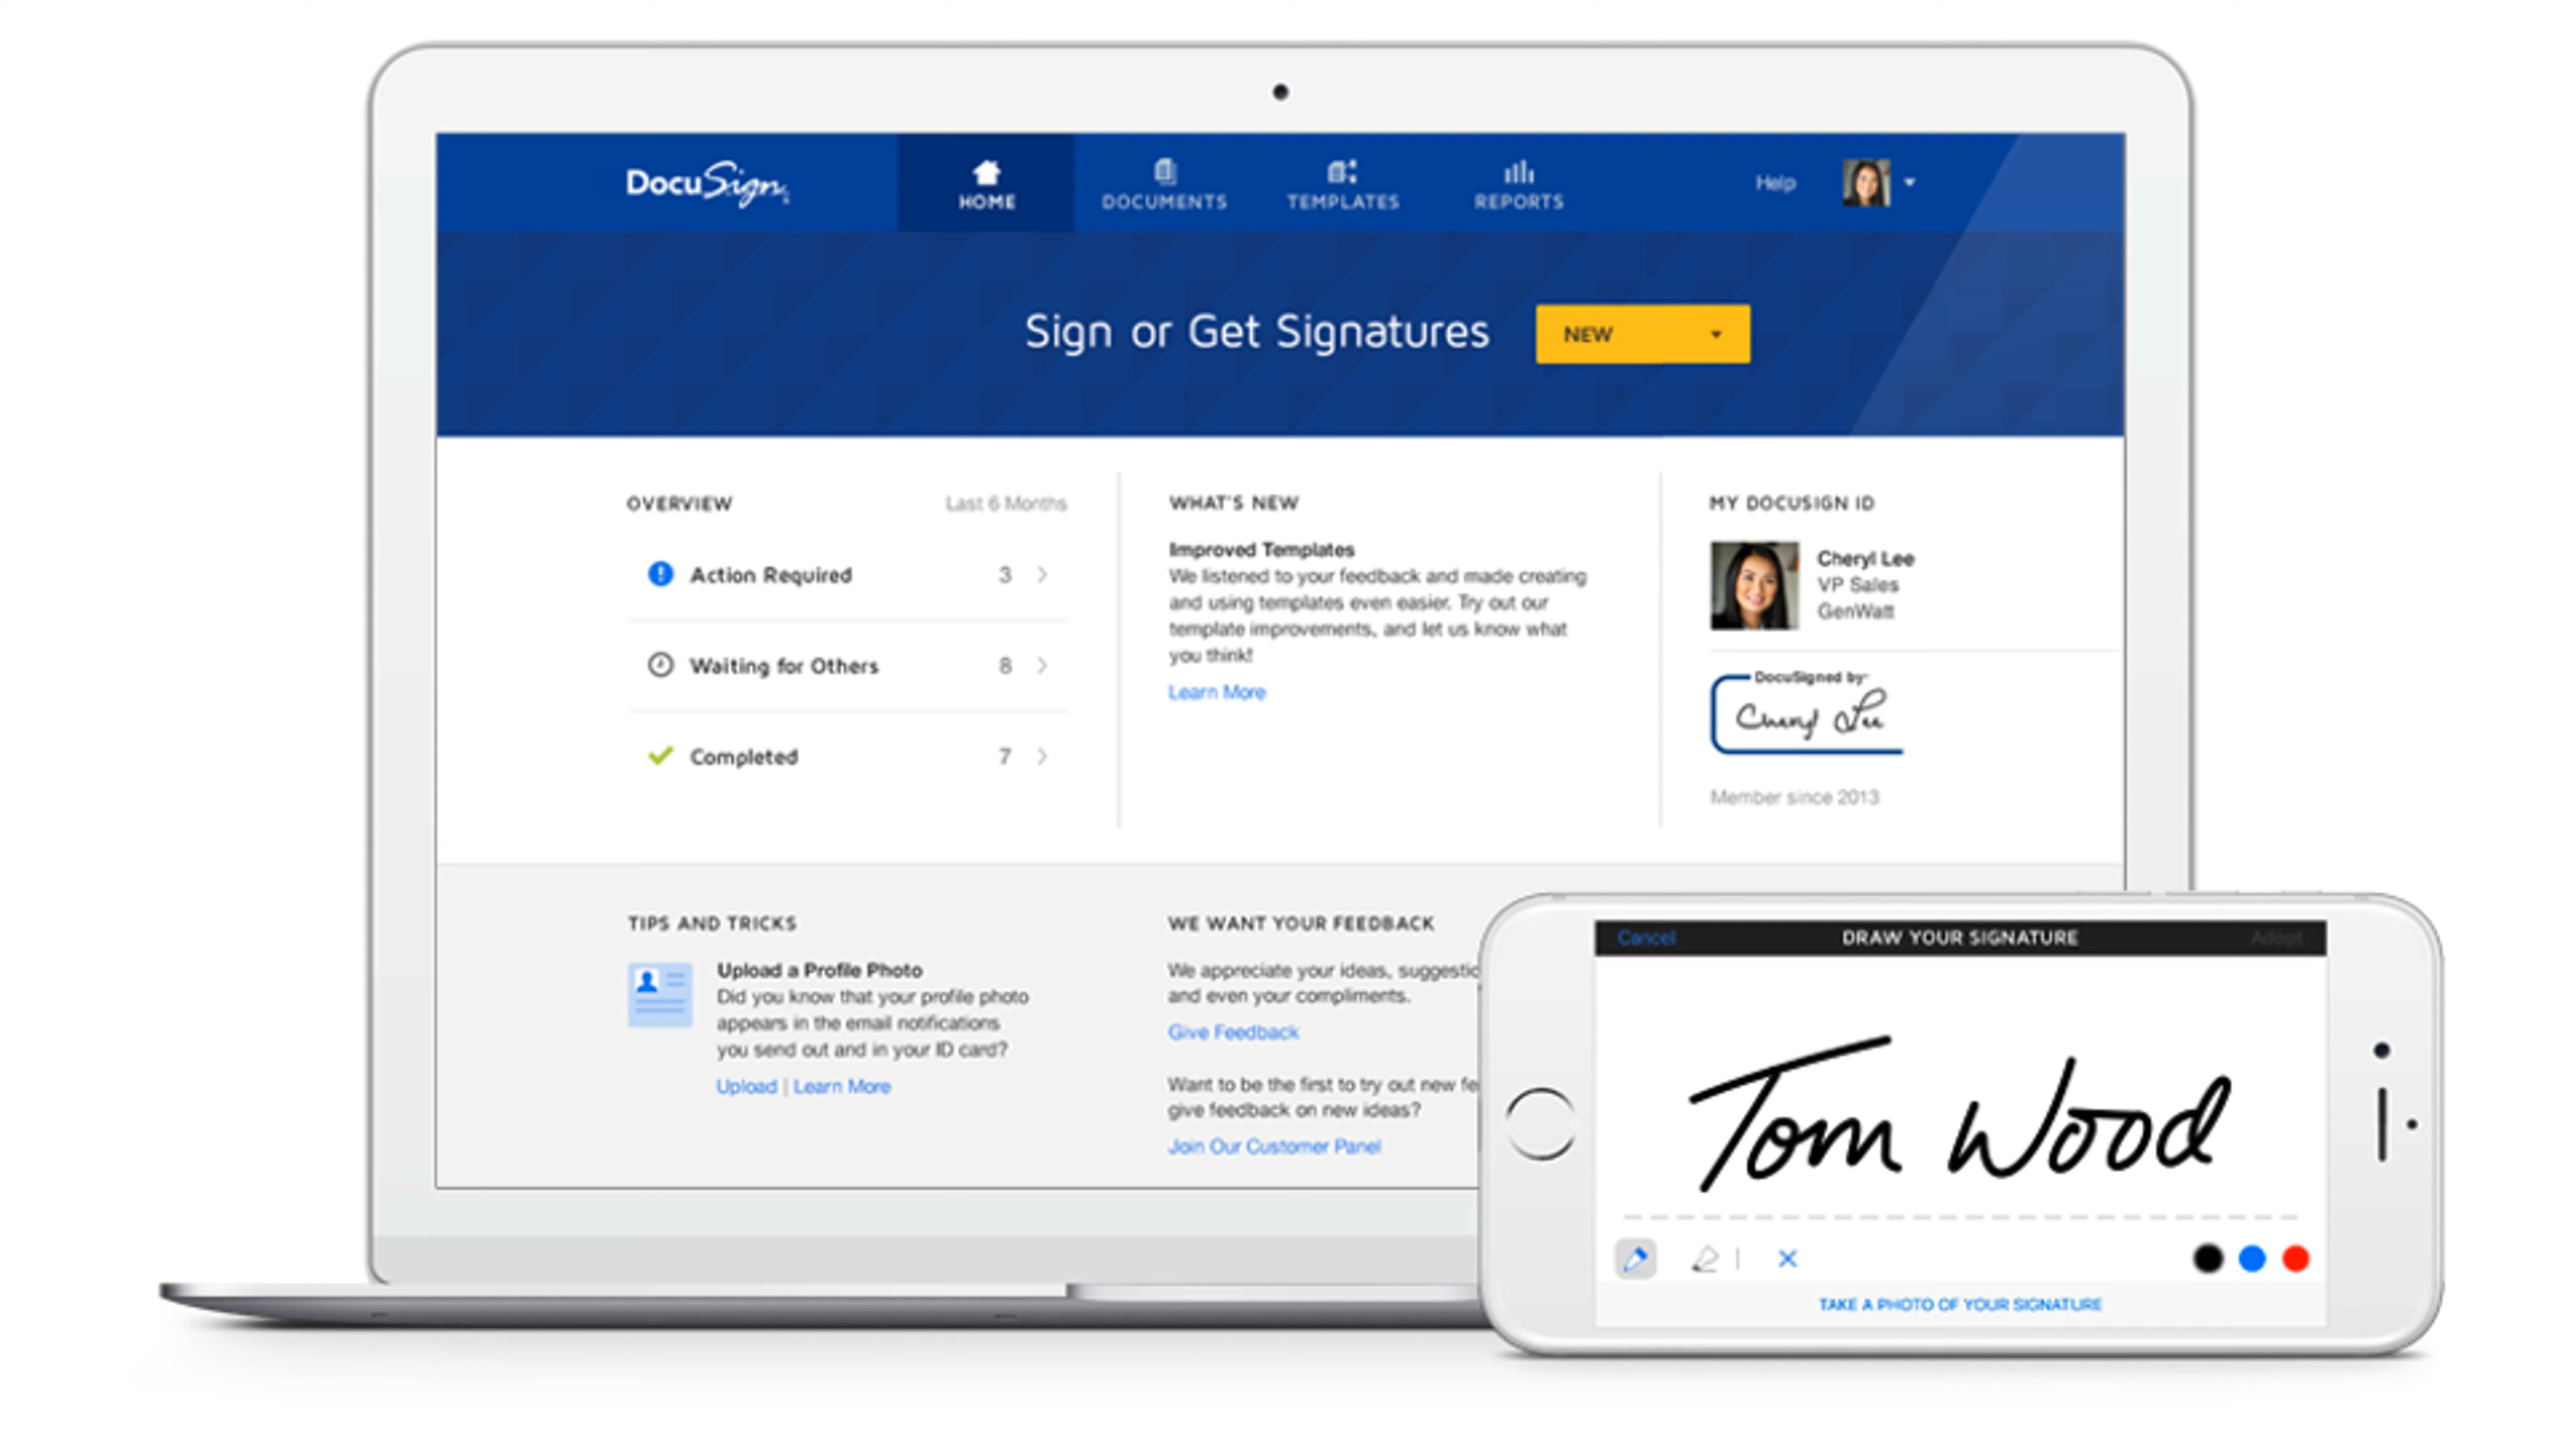 DocuSign
HOME
DOCUMENTS
TEMPLATES
REPORTS
Help
Sign or Get Signatures
NEW
OVERVIEW
Last 6 Months
Action Required 3
Waiting for Others 8
Completed 7
WHAT'S NEW
Improved Templates
We listened to your feedback and made creating
and using templates even easier. Try out our
template improvements, and let us know what
you think!
Learn More
MY DOCUSIGN ID
Cheryl Lee
VP Sales
GenWatt
DocuSigned by:
Cheryl Lee
Member since 2013
TIPS AND TRICKS
Upload a Profile Photo
Did you know that your profile photo
appears in the email notifications
you send out and in your ID card?
Upload | Learn More
WE WANT YOUR FEEDBACK
We appreciate your ideas, suggestio
and even your compliments.
Give Feedback
Want to be the first to try out new fe
give feedback on new ideas?
Join Our Customer Panel
Cancel
DRAW YOUR SIGNATURE
Adopt
Tom Wood
TAKE A PHOTO OF YOUR SIGNATURE